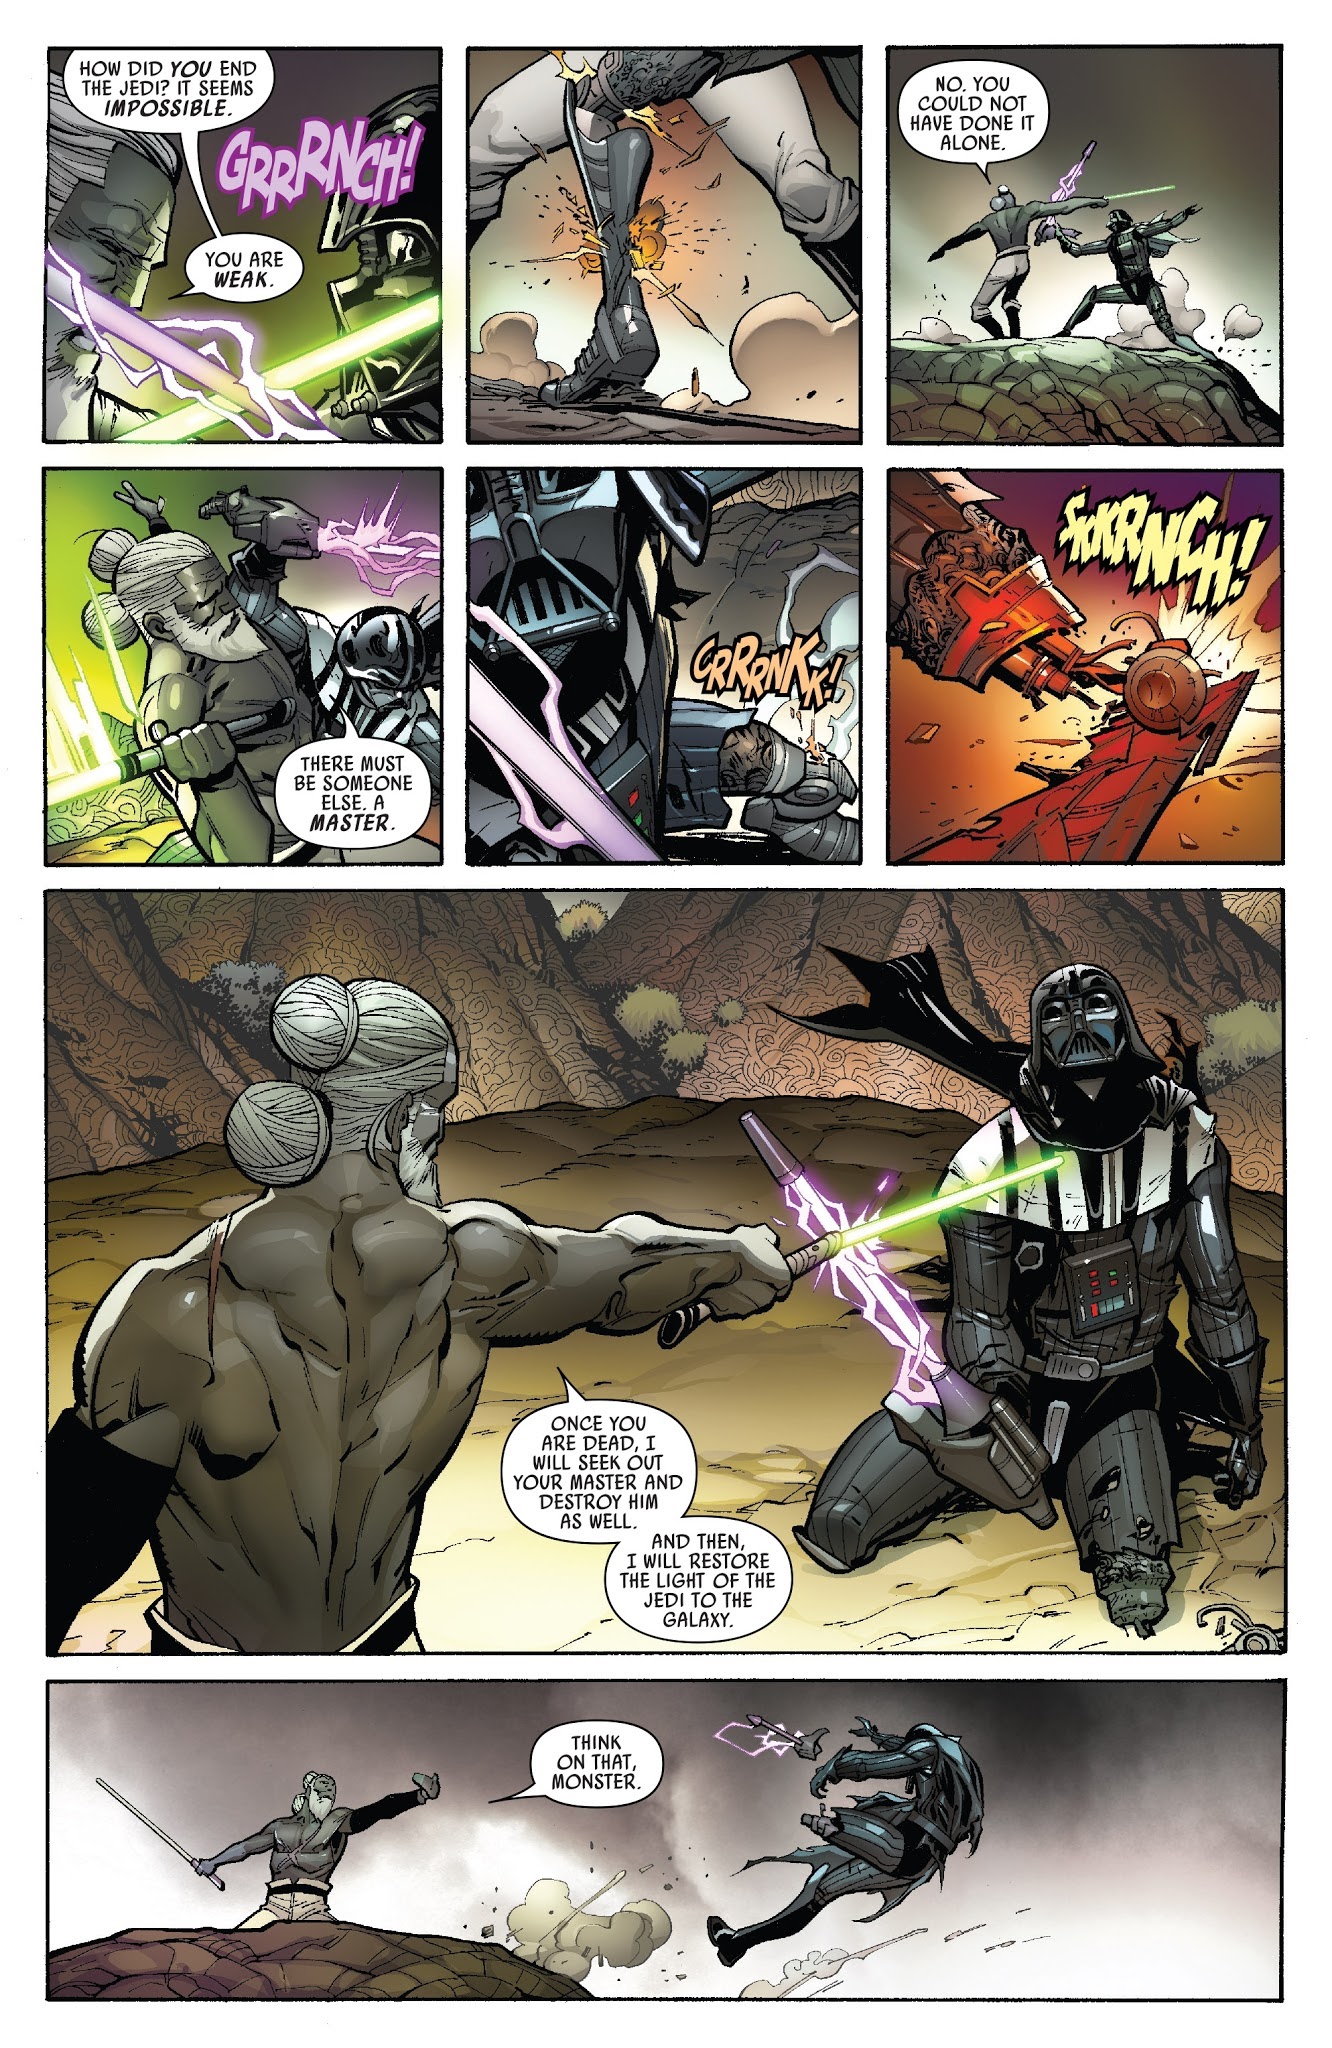 HOW DID YOU END
THE JEDI? IT SEEMS
IMPOSSIBLE.
GRRRNCH!
YOU ARE
WEAK.
NO. YOU
COULD NOT
HAVE DONE IT
ALONE.
THERE MUST
BE SOMEONE
ELSE. A
MASTER.
CRRRNKK!
SKKRNCH!
ONCE YOU
ARE DEAD, I
WILL SEEK OUT
YOUR MASTER AND
DESTROY HIM
AS WELL.
AND THEN,
I WILL RESTORE
THE LIGHT OF THE
JEDI TO THE
GALAXY.
THINK
ON THAT,
MONSTER.